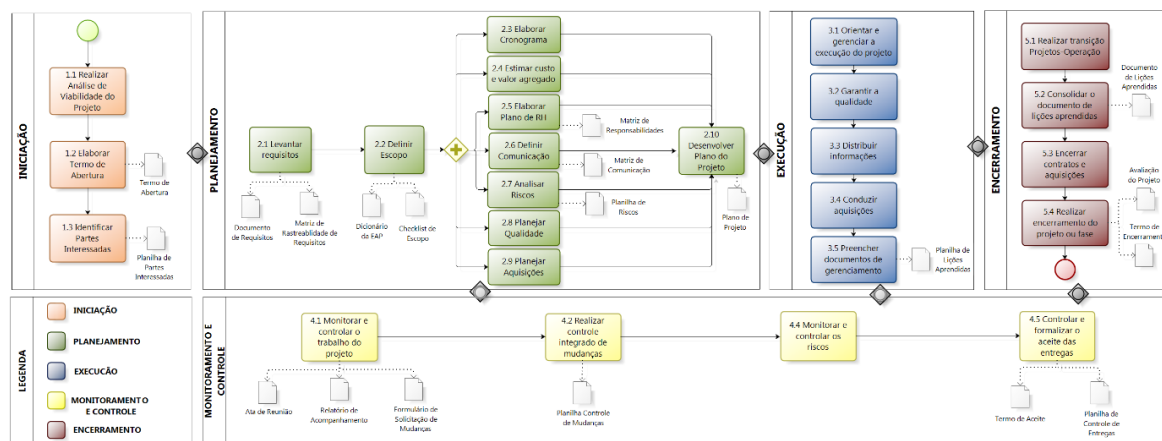 INICIAÇÃO
1.1 Realizar
Análise de
Viabilidade do
Projeto
1.2 Elaborar
Termo de
Abertura
Termo de
Abertura
1.3 Identificar
Partes
Interessadas
Planilha de
Partes
Interessadas
PLANEJAMENTO
2.1 Levantar
requisitos
Documento
de Requisitos
Matriz de
Rastreablidade de
Requisitos
2.2 Definir
Escopo
Dicionário
da EAP
Checklist de
Escopo
2.3 Elaborar
Cronograma
2.4 Estimar custo
e valor agregado
2.5 Elaborar
Plano de RH
Matriz de
Responsabilidades
2.6 Definir
Comunicação
Matriz de
Comunicação
2.7 Analisar
Riscos
Planilha de
Riscos
2.8 Planejar
Qualidade
2.9 Planejar
Aquisições
2.10
Desenvolver
Plano do
Projeto
Plano de
Projeto
EXECUÇÃO
3.1 Orientar e
gerenciar a
execução do projeto
3.2 Garantir a
qualidade
3.3 Distribuir
informações
3.4 Conduzir
aquisições
3.5 Preencher
documentos de
gerenciamento
Planilha de
Lições
Aprendidas
ENCERRAMENTO
5.1 Realizar transição
Projetos-Operação
Documento
de Lições
Aprendidas
5.2 Consolidar o
documento de
lições aprendidas
5.3 Encerrar
contratos e
aquisições
Avaliação
do Projeto
5.4 Realizar
encerramento do
projeto ou fase
Termo de
Encerramento
LEGENDA
INICIAÇÃO
PLANEJAMENTO
EXECUÇÃO
MONITORAMENTO
E CONTROLE
ENCERRAMENTO
MONITORAMENTO E
CONTROLE
4.1 Monitorar e
controlar o
trabalho do
projeto
Ata de Reunião
Relatório de
Acompanhamento
Formulário de
Solicitação de
Mudanças
4.2 Realizar
controle
integrado de
mudanças
Planilha Controle
de Mudanças
4.4 Monitorar e
controlar os
riscos
4.5 Controlar e
formalizar o
aceite das
entregas
Termo de Aceite
Planilha de
Controle de
Entregas